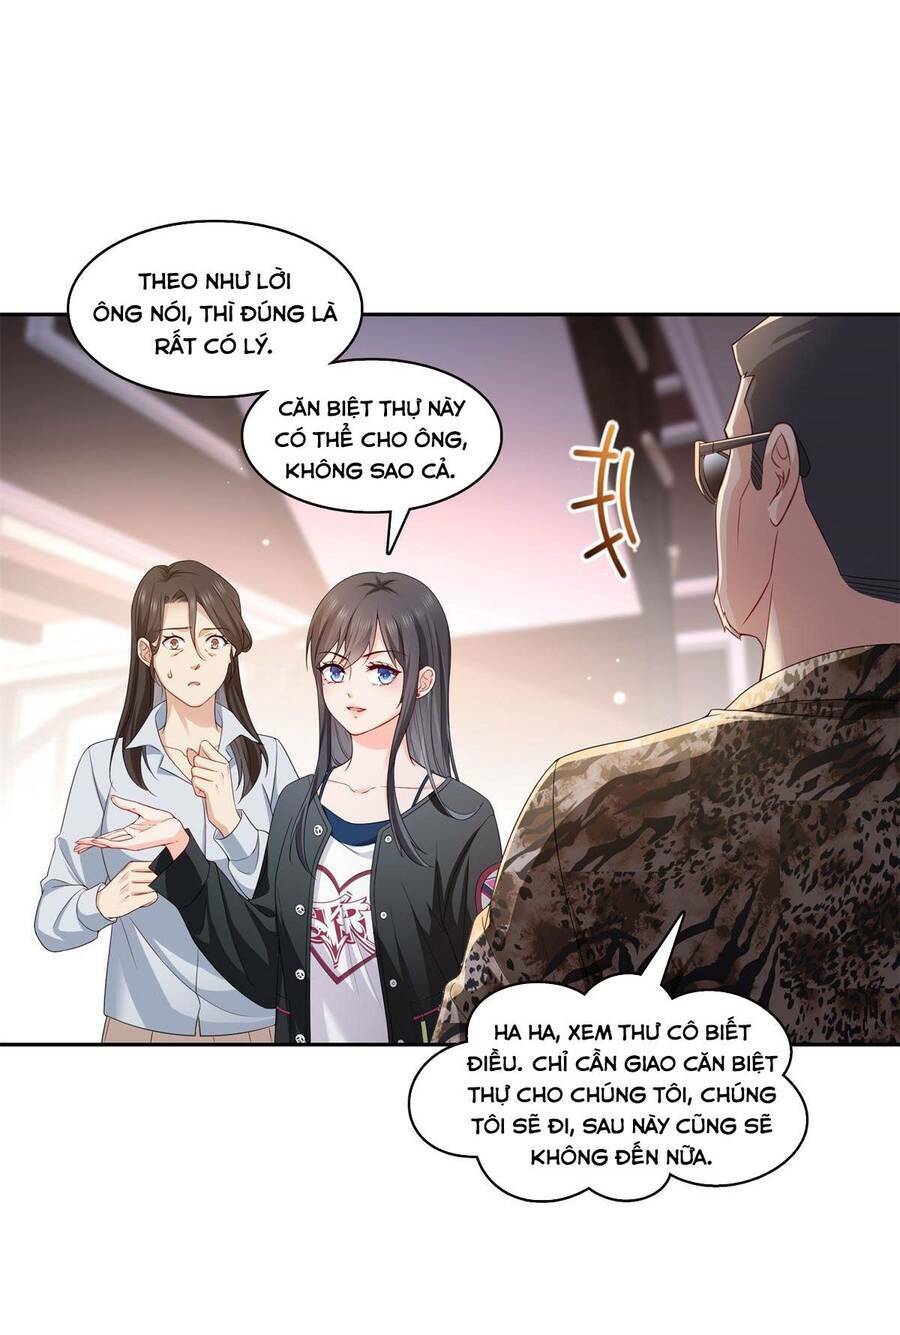 THEO NHƯ LỜI
ÔNG NÓI, THÌ ĐÚNG LÀ
RẤT CÓ LÝ.
CĂN BIỆT THỰ NÀY
CÓ THỂ CHO ÔNG,
KHÔNG SAO CẢ.
HA HA, XEM THƯ CÔ BIẾT
ĐIỀU. CHỈ CẦN GIAO CĂN BIỆT
THỰ CHO CHÚNG TÔI, CHÚNG
TÔI SẼ ĐI, SAU NÀY CŨNG SẼ
KHÔNG ĐẾN NỮA.